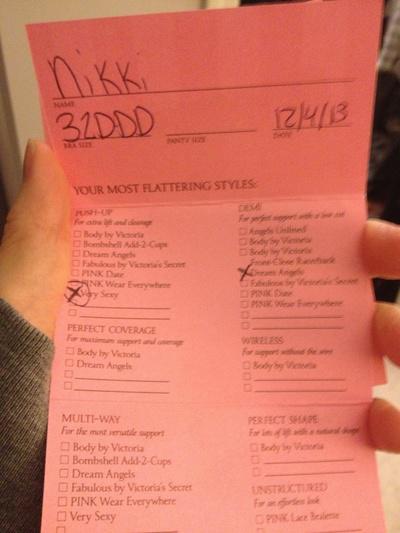 Nikki
NAME
32DDD
12/4/13
BRA SIZE
PANTY SIZE
DATE
YOUR MOST FLATTERING STYLES:
PUSH-UP
For extra lift and cleavage
Body by Victoria
Bombshell Add-2-Cups
Dream Angels
Fabulous by Victoria's Secret
PINK Date
PINK Wear Everywhere
Very Sexy
DEMI
For perfect support with a low cut
Angels Unlined
Body by Victoria
Body by Victoria
Front-Close Racerback
Dream Angels
Fabulous by Victoria's Secret
PINK Date
PINK Wear Everywhere
PERFECT COVERAGE
For maximum support and coverage
Body by Victoria
Dream Angels
WIRELESS
For support without the wire
Body by Victoria
MULTI-WAY
For the most versatile support
Body by Victoria
Bombshell Add-2-Cups
Dream Angels
Fabulous by Victoria's Secret
PINK Wear Everywhere
Very Sexy
PERFECT SHAPE
For lots of lift with a natural shape
Body by Victoria
UNSTRUCTURED
For an effortless look
PINK Lace Bralette